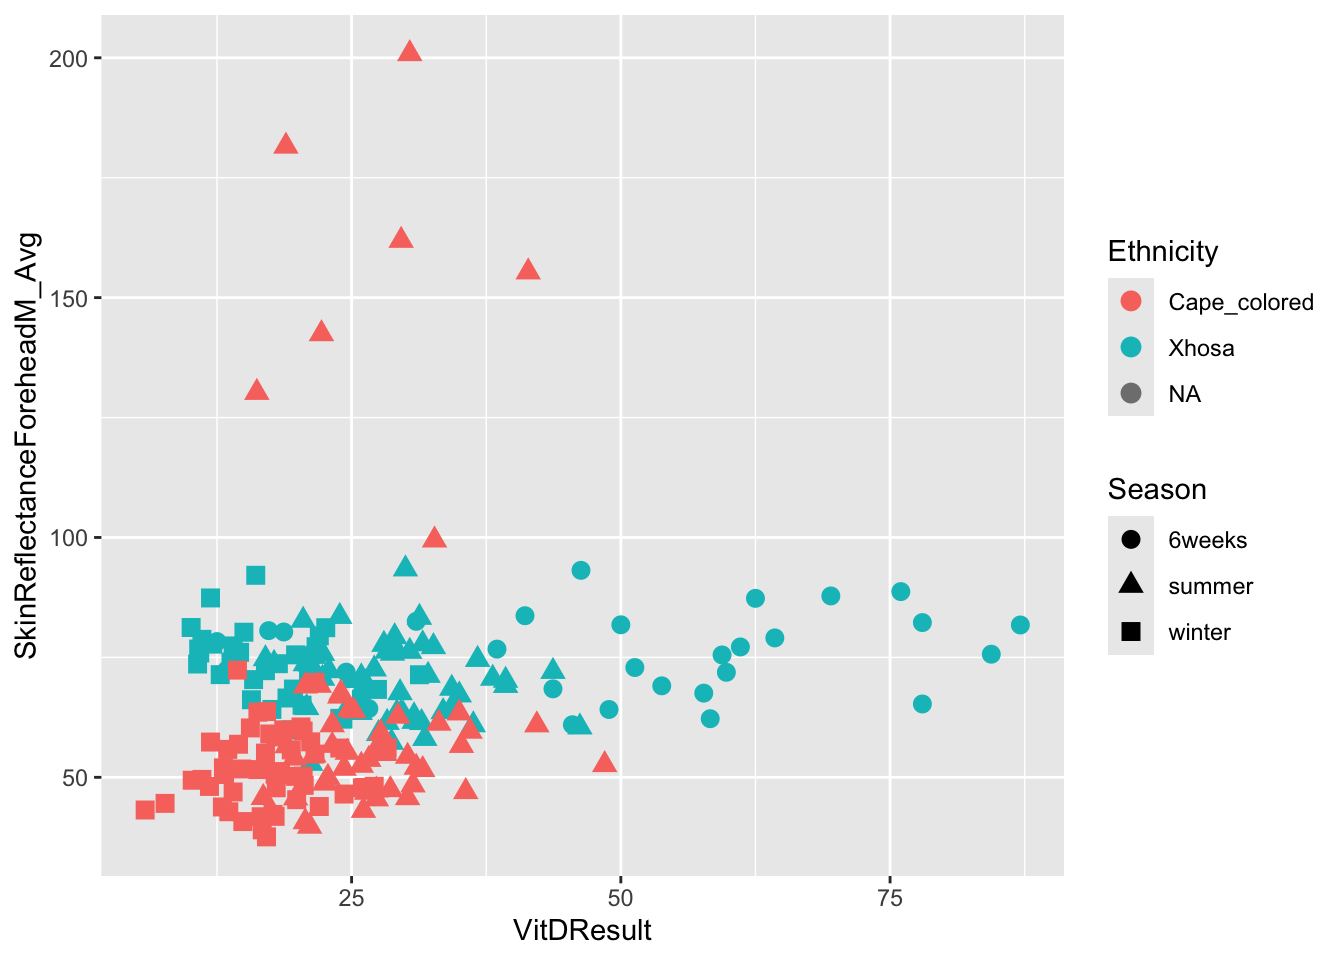 200
150
100
50
SkinReflectanceForeheadM_Avg
25
50
75
VitDResult
Ethnicity
Cape_colored
Xhosa
NA
Season
6weeks
summer
winter